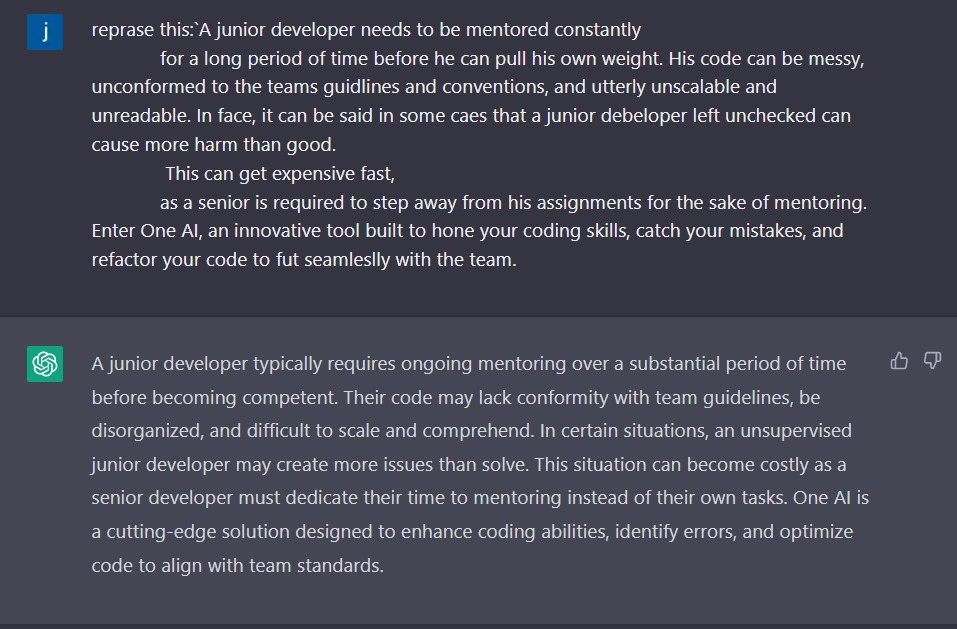 j
reprase this:`A junior developer needs to be mentored constantly
for a long period of time before he can pull his own weight. His code can be messy,
unconformed to the teams guidlines and conventions, and utterly unscalable and
unreadable. In face, it can be said in some caes that a junior debeloper left unchecked can
cause more harm than good.
This can get expensive fast,
as a senior is required to step away from his assignments for the sake of mentoring.
Enter One AI, an innovative tool built to hone your coding skills, catch your mistakes, and
refactor your code to fut seamleslly with the team.
A junior developer typically requires ongoing mentoring over a substantial period of time
before becoming competent. Their code may lack conformity with team guidelines, be
disorganized, and difficult to scale and comprehend. In certain situations, an unsupervised
junior developer may create more issues than solve. This situation can become costly as a
senior developer must dedicate their time to mentoring instead of their own tasks. One AI is
a cutting-edge solution designed to enhance coding abilities, identify errors, and optimize
code to align with team standards.